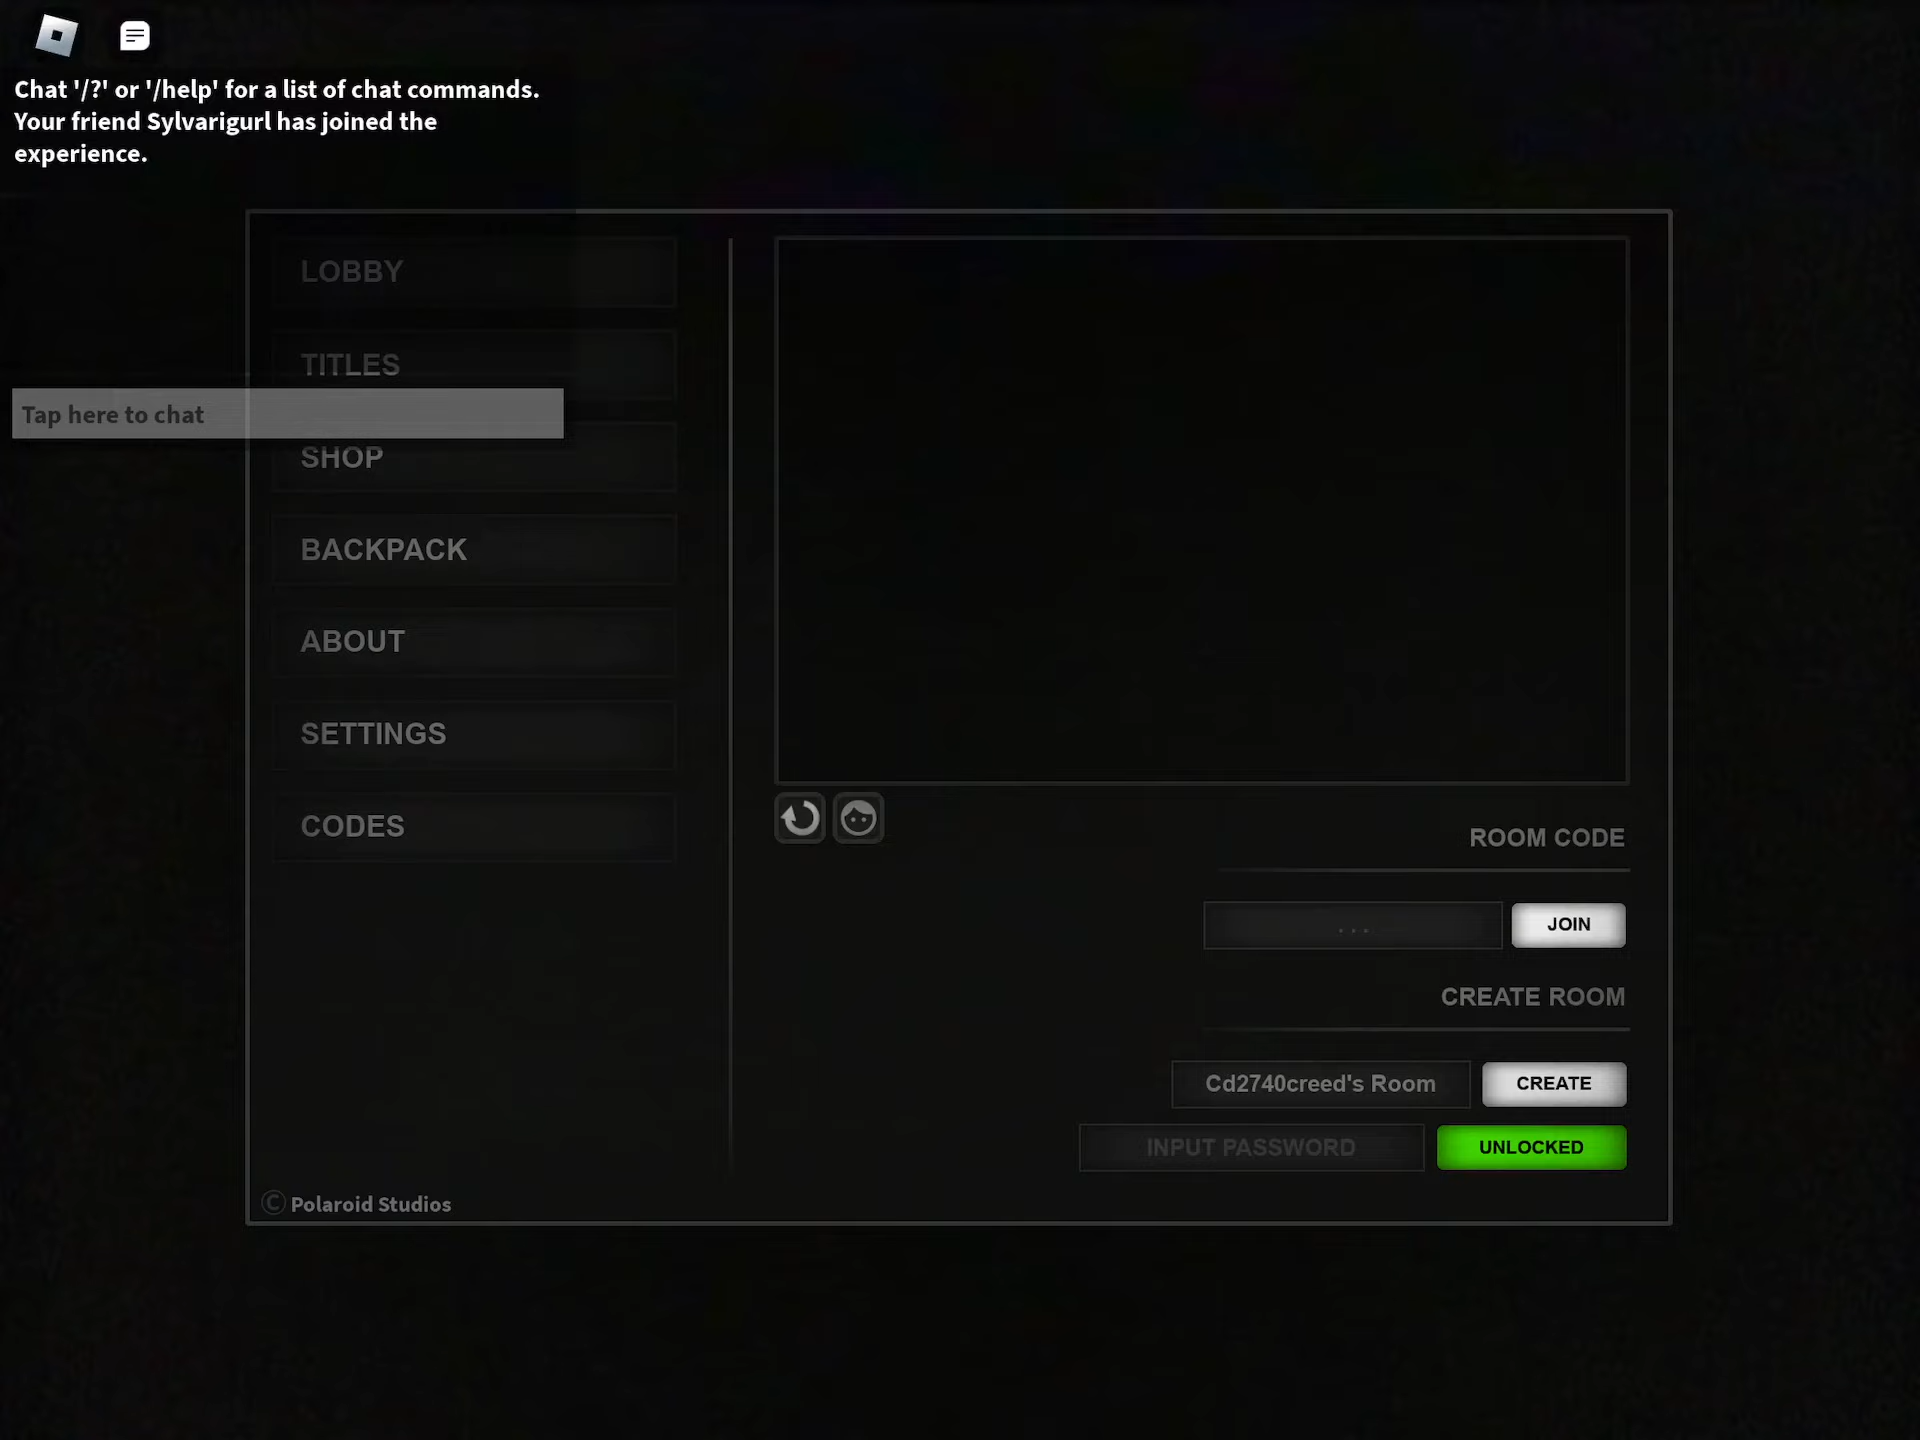 Chat '/?' or '/help' for a list of chat commands.
Your friend Sylvarigurl has joined the
experience.
LOBBY
TITLES
Tap here to chat
SHOP
BACKPACK
ABOUT
SETTINGS
CODES
ROOM CODE
...
JOIN
CREATE ROOM
Cd2740creed's Room
CREATE
INPUT PASSWORD
UNLOCKED
© Polaroid Studios